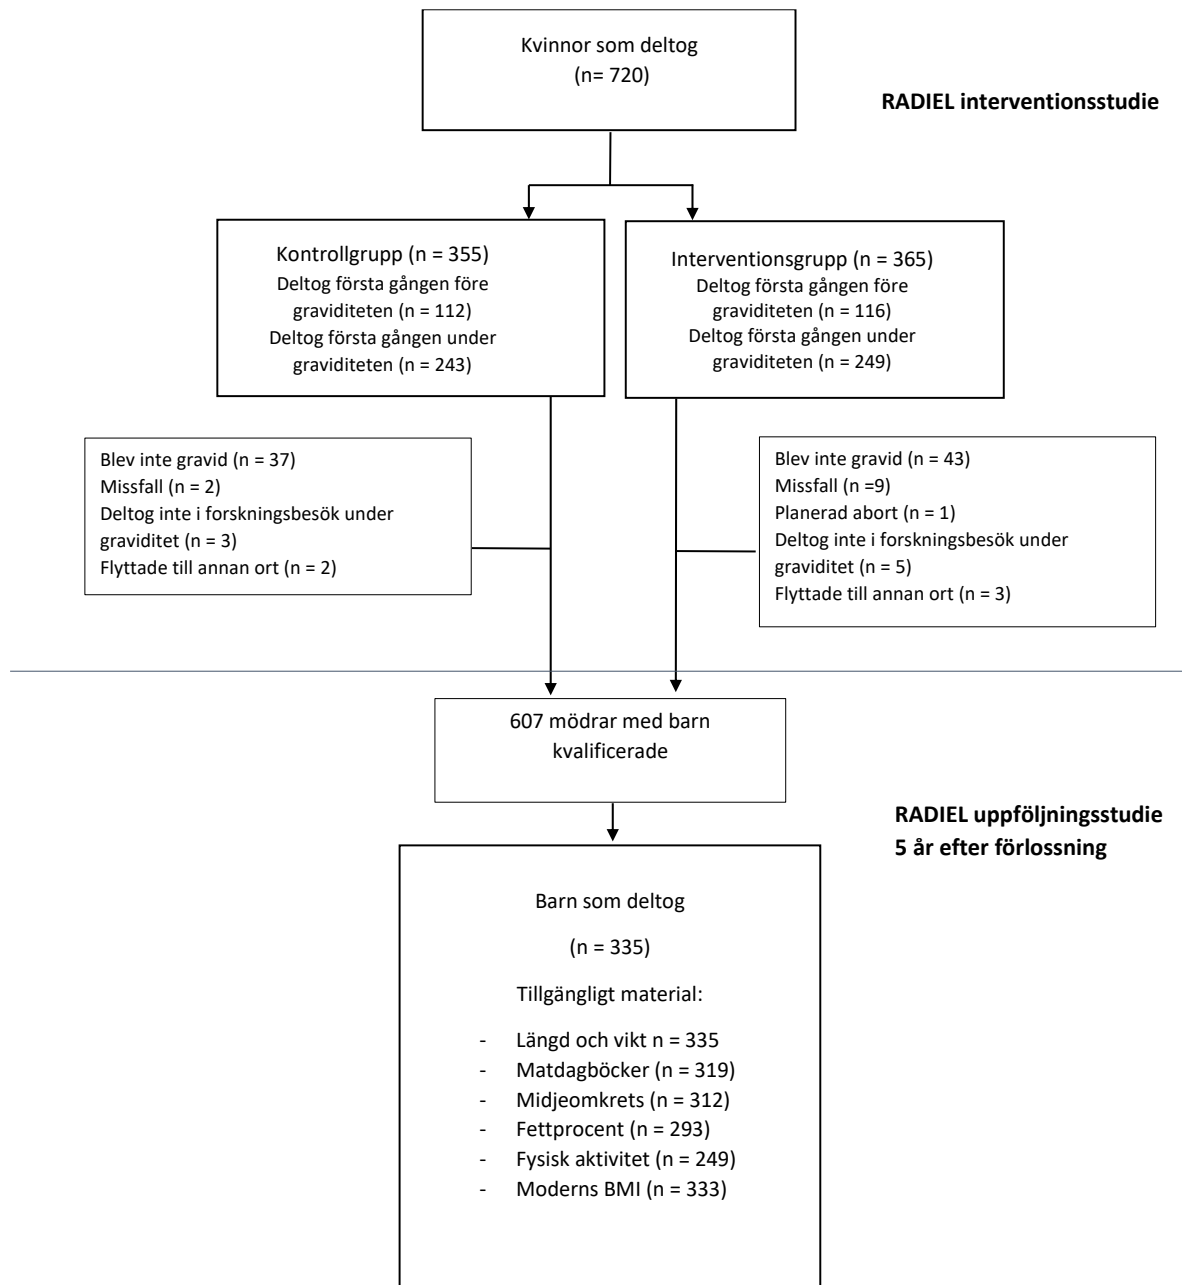 Kvinnor som deltog
(n= 720)
RADIEL interventionsstudie
Kontrollgrupp (n = 355)
Deltog första gången före
graviditeten (n = 112)
Deltog första gången under
graviditeten (n = 243)
Interventionsgrupp (n = 365)
Deltog första gången före
graviditeten (n = 116)
Deltog första gången under
graviditeten (n = 249)
Blev inte gravid (n = 37)
Missfall (n = 2)
Deltog inte i forskningsbesök under
graviditet (n = 3)
Flyttade till annan ort (n = 2)
Blev inte gravid (n = 43)
Missfall (n =9)
Planerad abort (n = 1)
Deltog inte i forskningsbesök under
graviditet (n = 5)
Flyttade till annan ort (n = 3)
607 mödrar med barn
kvalificerade
RADIEL uppföljningsstudie
5 år efter förlossning
Barn som deltog
(n = 335)
Tillgängligt material:
- Längd och vikt n = 335
- Matdagböcker (n = 319)
- Midjeomkrets (n = 312)
- Fettprocent (n = 293)
- Fysisk aktivitet (n = 249)
- Moderns BMI (n = 333)